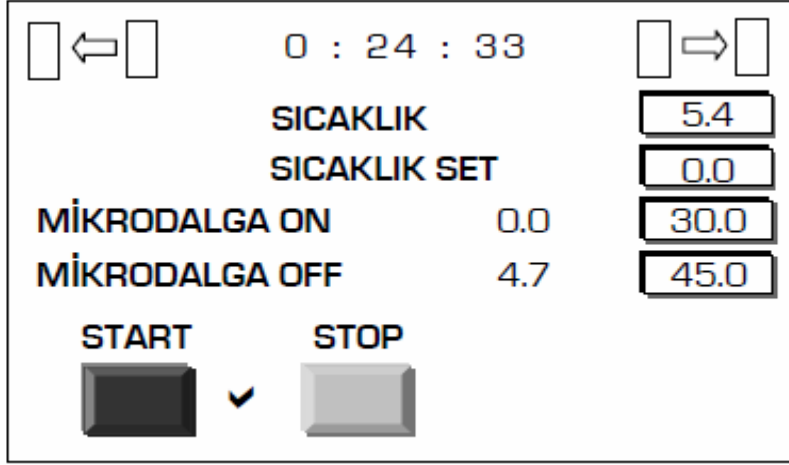 0 : 24 : 33
SICAKLIK 5.4
SICAKLIK SET 0.0
MİKRODALGA ON 0.0 30.0
MİKRODALGA OFF 4.7 45.0
START STOP